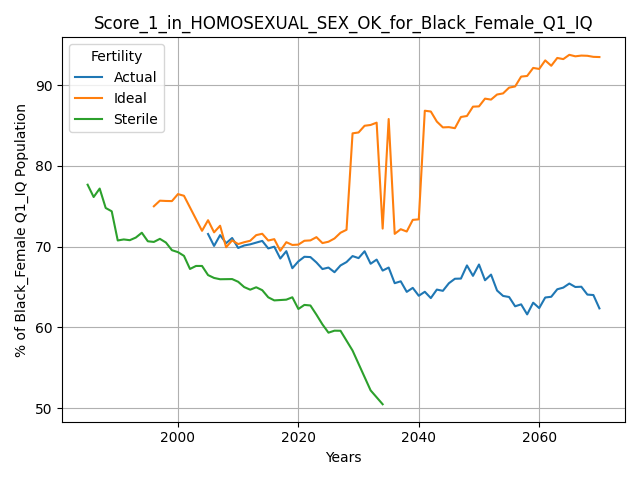 Score_1_in_HOMOSEXUAL_SEX_OK_for_Black_Female_Q1_IQ
Fertility
Actual
Ideal
Sterile
% of Black_Female Q1_IQ Population
90
80
70
60
50
2000
2020
2040
2060
Years